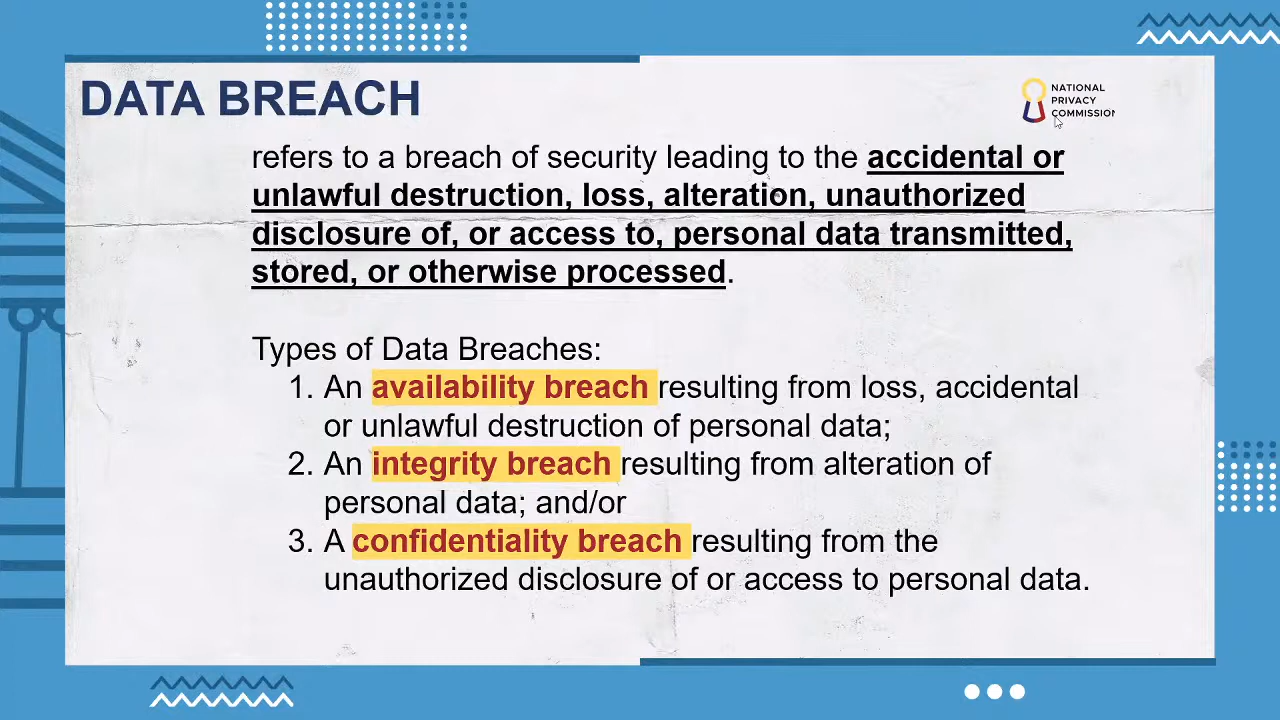 DATA BREACH
NATIONAL
PRIVACY
COMMISSION
refers to a breach of security leading to the accidental or
unlawful destruction, loss, alteration, unauthorized
disclosure of, or access to, personal data transmitted,
stored, or otherwise processed.
Types of Data Breaches:
1. An availability breach resulting from loss, accidental
or unlawful destruction of personal data;
2. An integrity breach resulting from alteration of
personal data; and/or
3. A confidentiality breach resulting from the
unauthorized disclosure of or access to personal data.